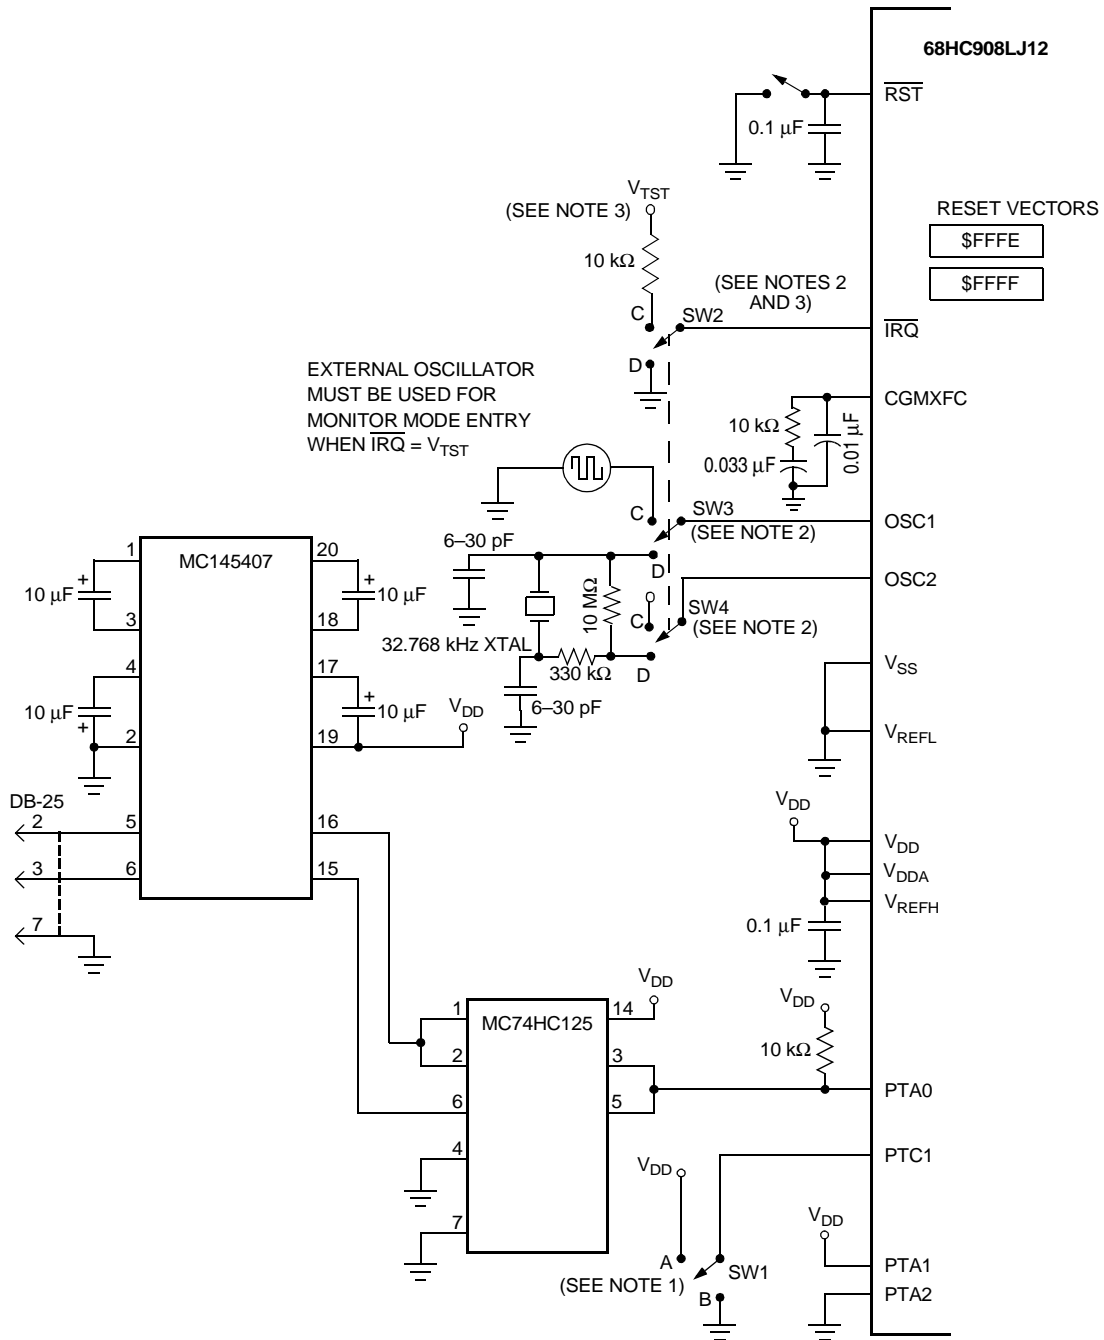 68HC908LJ12
RST
0.1 µF
VTST
(SEE NOTE 3)
10 kΩ
RESET VECTORS
$FFFE
$FFFF
(SEE NOTES 2
AND 3)
C
SW2
IRQ
D
EXTERNAL OSCILLATOR
MUST BE USED FOR
MONITOR MODE ENTRY
WHEN IRQ = VTST
CGMXFC
10 kΩ
0.01 µF
0.033 µF
C
SW3
OSC1
(SEE NOTE 2)
6–30 pF
D
OSC2
10 MΩ
C
SW4
(SEE NOTE 2)
32.768 kHz XTAL
330 kΩ
D
6–30 pF
MC145407
1
20
+
10 µF
+
10 µF
3
18
4
17
10 µF
+
+
10 µF
VDD
2
19
VSS
VREFL
DB-25
2
5
16
3
6
15
7
VDD
VDD
VDDA
VREFH
0.1 µF
MC74HC125
VDD
1
14
2
3
6
5
4
7
VDD
10 kΩ
PTA0
PTC1
VDD
A
SW1
(SEE NOTE 1)
B
VDD
PTA1
PTA2